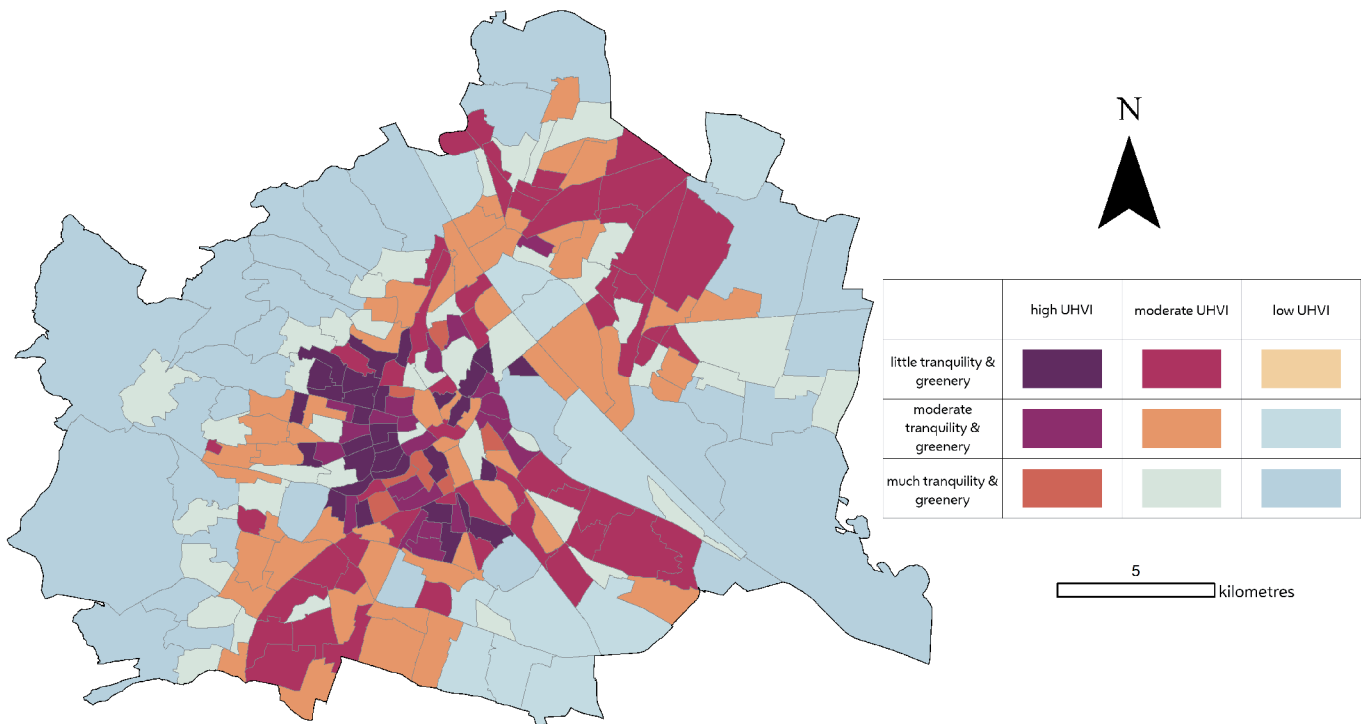 N
high UHVI
moderate UHVI
low UHVI
little tranquility &
greenery
moderate
tranquility &
greenery
much tranquility &
greenery
5
kilometres